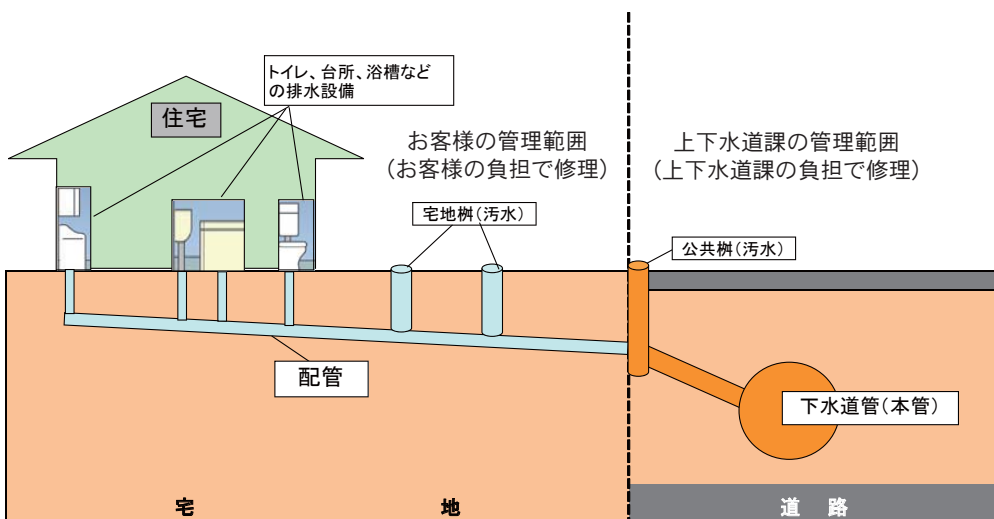 トイレ、台所、浴槽など
の排水設備
住宅
お客様の管理範囲
(お客様の負担で修理)
上下水道課の管理範囲
(上下水道課の負担で修理)
宅地桝(汚水)
公共桝(汚水)
配管
下水道管(本管)
宅 地
道 路